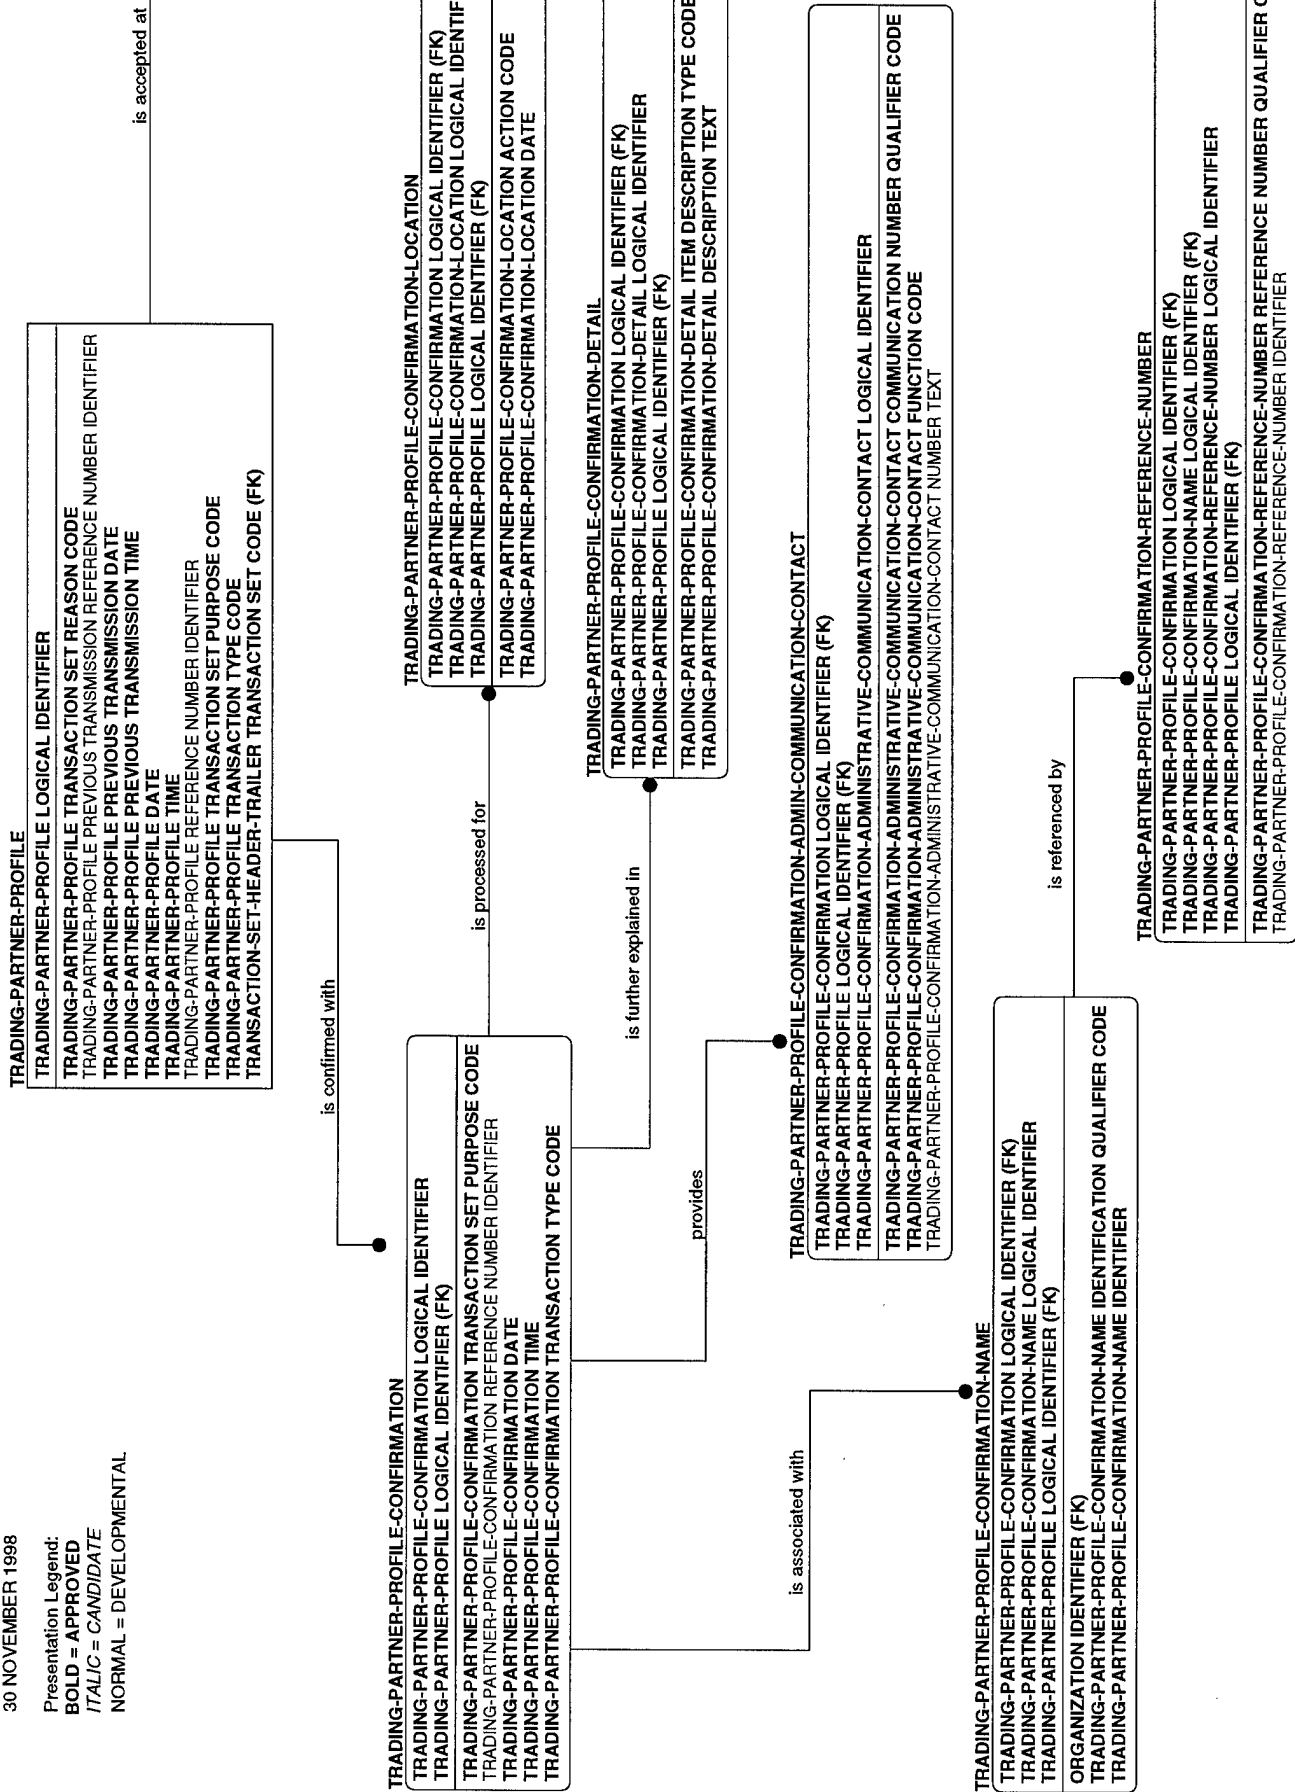 30 NOVEMBER 1998
Presentation Legend:
BOLD = APPROVED
ITALIC = CANDIDATE
NORMAL = DEVELOPMENTAL
TRADING-PARTNER-PROFILE
TRADING-PARTNER-PROFILE LOGICAL IDENTIFIER
TRADING-PARTNER-PROFILE TRANSACTION SET REASON CODE
TRADING-PARTNER-PROFILE PREVIOUS TRANSMISSION REFERENCE NUMBER IDENTIFIER
TRADING-PARTNER-PROFILE PREVIOUS TRANSMISSION DATE
TRADING-PARTNER-PROFILE PREVIOUS TRANSMISSION TIME
TRADING-PARTNER-PROFILE DATE
TRADING-PARTNER-PROFILE TIME
TRADING-PARTNER-PROFILE REFERENCE NUMBER IDENTIFIER
TRADING-PARTNER-PROFILE TRANSACTION SET PURPOSE CODE
TRADING-PARTNER-PROFILE TRANSACTION TYPE CODE
TRANSACTION-SET-HEADER-TRAILER TRANSACTION SET CODE (FK)
is accepted at
is confirmed with
TRADING-PARTNER-PROFILE-CONFIRMATION
TRADING-PARTNER-PROFILE-CONFIRMATION LOGICAL IDENTIFIER
TRADING-PARTNER-PROFILE LOGICAL IDENTIFIER (FK)
TRADING-PARTNER-PROFILE-CONFIRMATION TRANSACTION SET PURPOSE CODE
TRADING-PARTNER-PROFILE-CONFIRMATION REFERENCE NUMBER IDENTIFIER
TRADING-PARTNER-PROFILE-CONFIRMATION DATE
TRADING-PARTNER-PROFILE-CONFIRMATION TIME
TRADING-PARTNER-PROFILE-CONFIRMATION TRANSACTION TYPE CODE
is processed for
TRADING-PARTNER-PROFILE-CONFIRMATION-LOCATION
TRADING-PARTNER-PROFILE-CONFIRMATION LOGICAL IDENTIFIER (FK)
TRADING-PARTNER-PROFILE-CONFIRMATION-LOCATION LOGICAL IDENTIF
TRADING-PARTNER-PROFILE LOGICAL IDENTIFIER (FK)
TRADING-PARTNER-PROFILE-CONFIRMATION-LOCATION ACTION CODE
TRADING-PARTNER-PROFILE-CONFIRMATION-LOCATION DATE
is further explained in
TRADING-PARTNER-PROFILE-CONFIRMATION-DETAIL
TRADING-PARTNER-PROFILE-CONFIRMATION LOGICAL IDENTIFIER (FK)
TRADING-PARTNER-PROFILE-CONFIRMATION-DETAIL LOGICAL IDENTIFIER
TRADING-PARTNER-PROFILE LOGICAL IDENTIFIER (FK)
TRADING-PARTNER-PROFILE-CONFIRMATION-DETAIL ITEM DESCRIPTION TYPE CODE
TRADING-PARTNER-PROFILE-CONFIRMATION-DETAIL DESCRIPTION TEXT
provides
TRADING-PARTNER-PROFILE-CONFIRMATION-ADMIN-COMMUNICATION-CONTACT
TRADING-PARTNER-PROFILE-CONFIRMATION LOGICAL IDENTIFIER (FK)
TRADING-PARTNER-PROFILE LOGICAL IDENTIFIER (FK)
TRADING-PARTNER-PROFILE-CONFIRMATION-ADMINISTRATIVE-COMMUNICATION-CONTACT LOGICAL IDENTIFIER
TRADING-PARTNER-PROFILE-CONFIRMATION-ADMINISTRATIVE-COMMUNICATION-CONTACT COMMUNICATION NUMBER QUALIFIER CODE
TRADING-PARTNER-PROFILE-CONFIRMATION-ADMINISTRATIVE-COMMUNICATION-CONTACT FUNCTION CODE
TRADING-PARTNER-PROFILE-CONFIRMATION-ADMINISTRATIVE-COMMUNICATION-CONTACT NUMBER TEXT
is associated with
TRADING-PARTNER-PROFILE-CONFIRMATION-NAME
TRADING-PARTNER-PROFILE-CONFIRMATION LOGICAL IDENTIFIER (FK)
TRADING-PARTNER-PROFILE-CONFIRMATION-NAME LOGICAL IDENTIFIER
TRADING-PARTNER-PROFILE LOGICAL IDENTIFIER (FK)
ORGANIZATION IDENTIFIER (FK)
TRADING-PARTNER-PROFILE-CONFIRMATION-NAME IDENTIFICATION QUALIFIER CODE
TRADING-PARTNER-PROFILE-CONFIRMATION-NAME IDENTIFIER
is referenced by
TRADING-PARTNER-PROFILE-CONFIRMATION-REFERENCE-NUMBER
TRADING-PARTNER-PROFILE-CONFIRMATION LOGICAL IDENTIFIER (FK)
TRADING-PARTNER-PROFILE-CONFIRMATION-NAME LOGICAL IDENTIFIER (FK)
TRADING-PARTNER-PROFILE-CONFIRMATION-REFERENCE-NUMBER LOGICAL IDENTIFIER
TRADING-PARTNER-PROFILE LOGICAL IDENTIFIER (FK)
TRADING-PARTNER-PROFILE-CONFIRMATION-REFERENCE-NUMBER REFERENCE NUMBER QUALIFIER C
TRADING-PARTNER-PROFILE-CONFIRMATION-REFERENCE-NUMBER IDENTIFIER